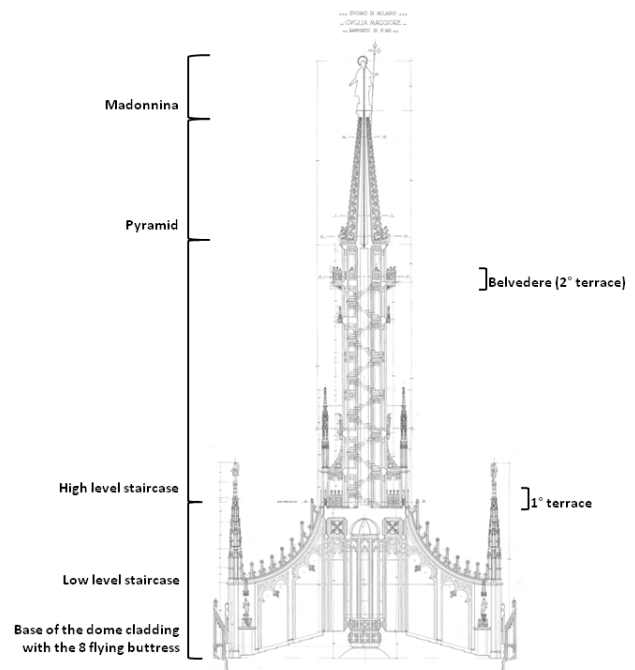 DUOMO DI MILANO
GUGLIA MAGGIORE
Madonnina
Pyramid
Belvedere (2° terrace)
High level staircase
1° terrace
Low level staircase
Base of the dome cladding
with the 8 flying buttress